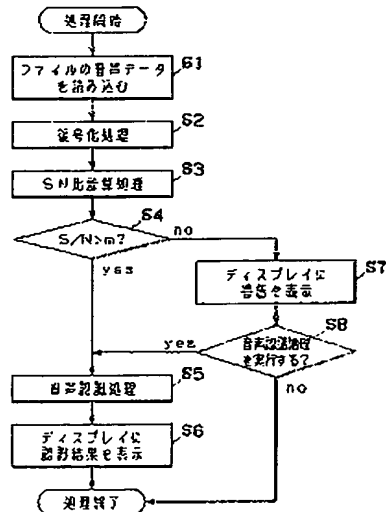 処理開始
ファイルの音声データ
を読み込む
S1
復号化処理
S2
SN比計算処理
S3
S/N>m?
S4
no
yes
ディスプレイに
警告を表示
S7
音声認識処理
を実行する?
S8
yes
no
音声認識処理
S5
ディスプレイに
認識結果を表示
S6
処理終了